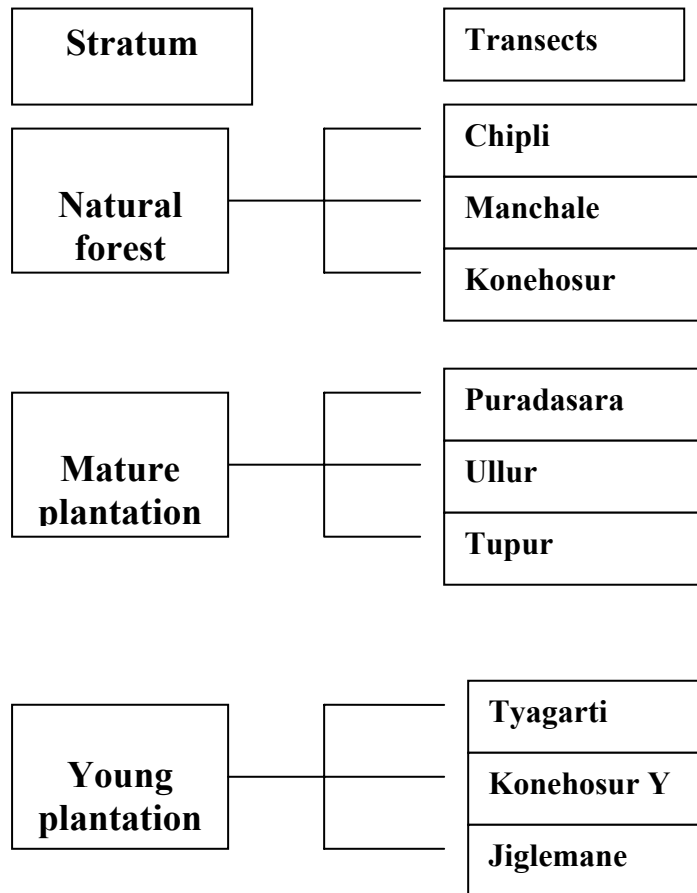 Stratum
Transects
Natural
forest
Chipli
Manchale
Konehosur
Mature
plantation
Puradasara
Ullur
Tupur
Young
plantation
Tyagarti
Konehosur Y
Jiglemane